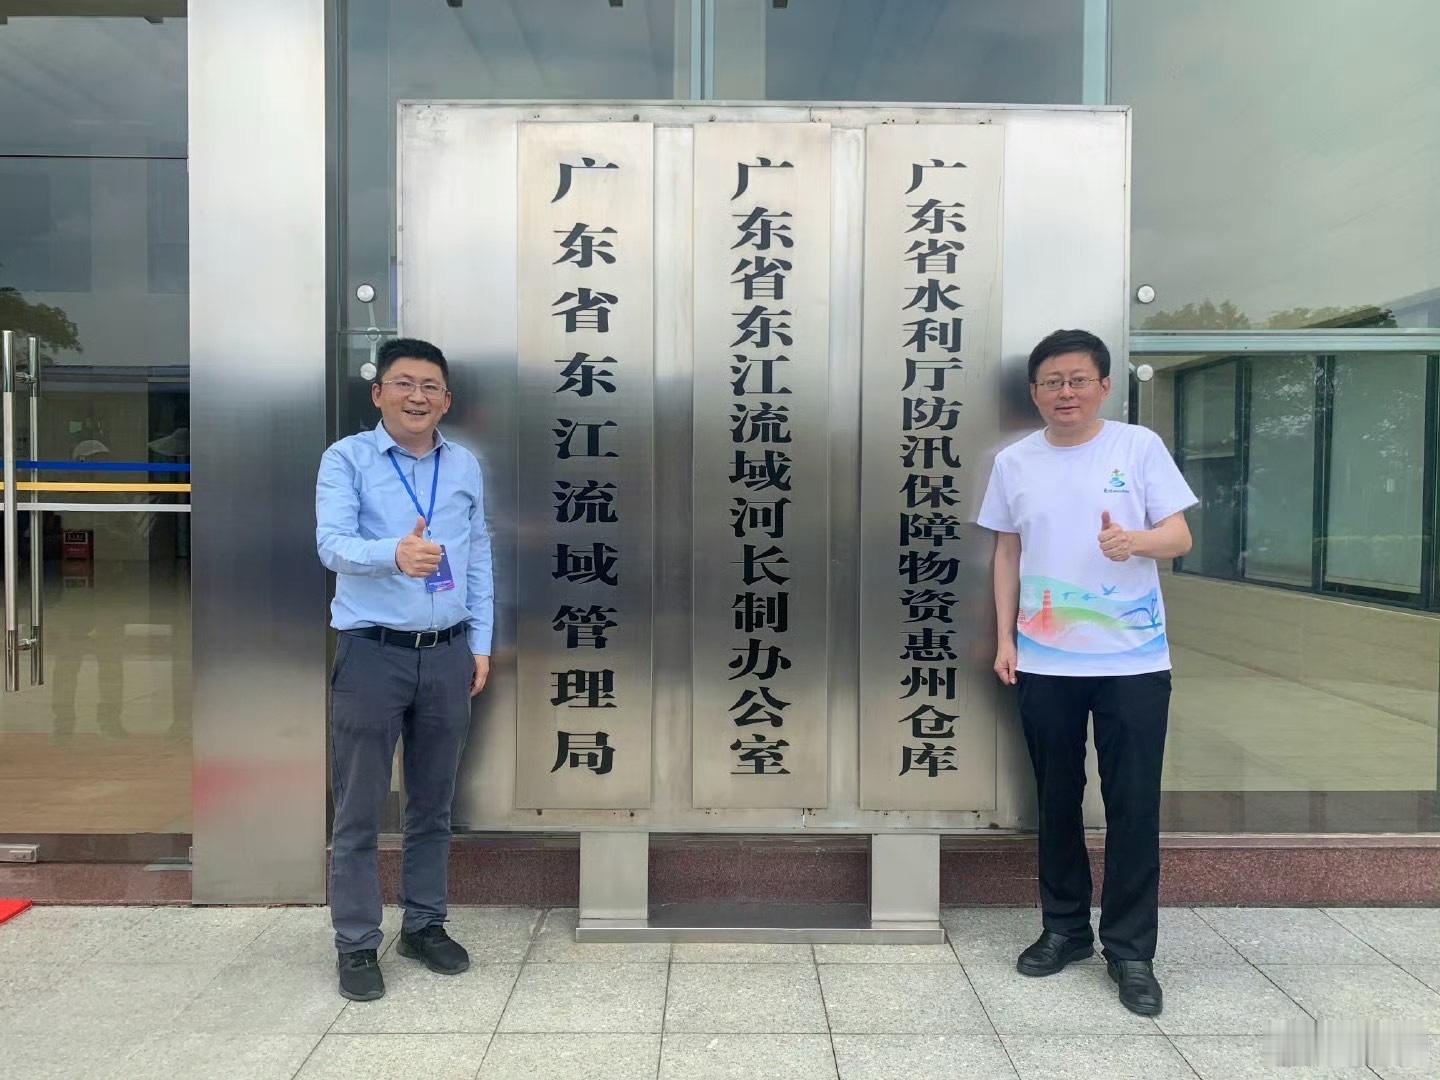 广东省东江流域管理局
广东省东江流域河长制办公室
广东省水利厅防汛保障物资惠州仓库